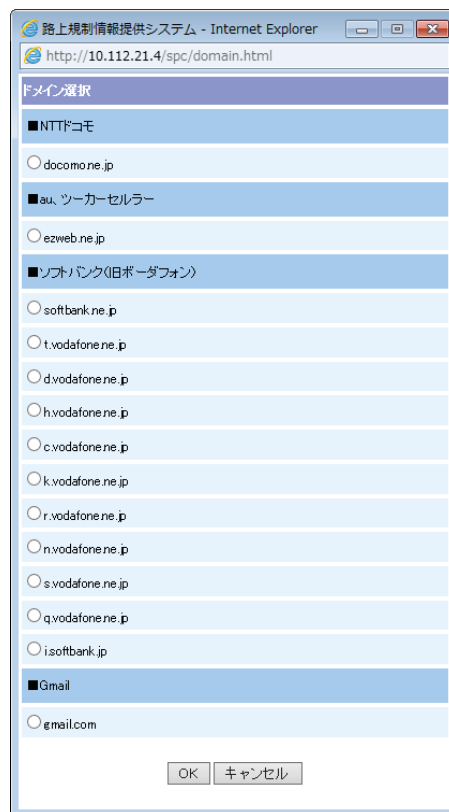 路上規制情報提供システム - Internet Explorer
http://10.112.21.4/spc/domain.html
ドメイン選択
■NTTドコモ
docomo.ne.jp
■au、ツーカーセルラー
ezweb.ne.jp
■ソフトバンク(旧ボーダフォン)
softbank.ne.jp
t.vodafone.ne.jp
d.vodafone.ne.jp
h.vodafone.ne.jp
c.vodafone.ne.jp
k.vodafone.ne.jp
r.vodafone.ne.jp
n.vodafone.ne.jp
s.vodafone.ne.jp
q.vodafone.ne.jp
i.softbank.jp
■Gmail
gmail.com
OK キャンセル